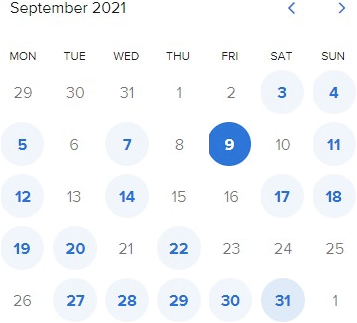 September 2021
MON TUE WED THU FRI SAT SUN
29 30 31 1 2 3 4
5 6 7 8 9 10 11
12 13 14 15 16 17 18
19 20 21 22 23 24 25
26 27 28 29 30 31 1